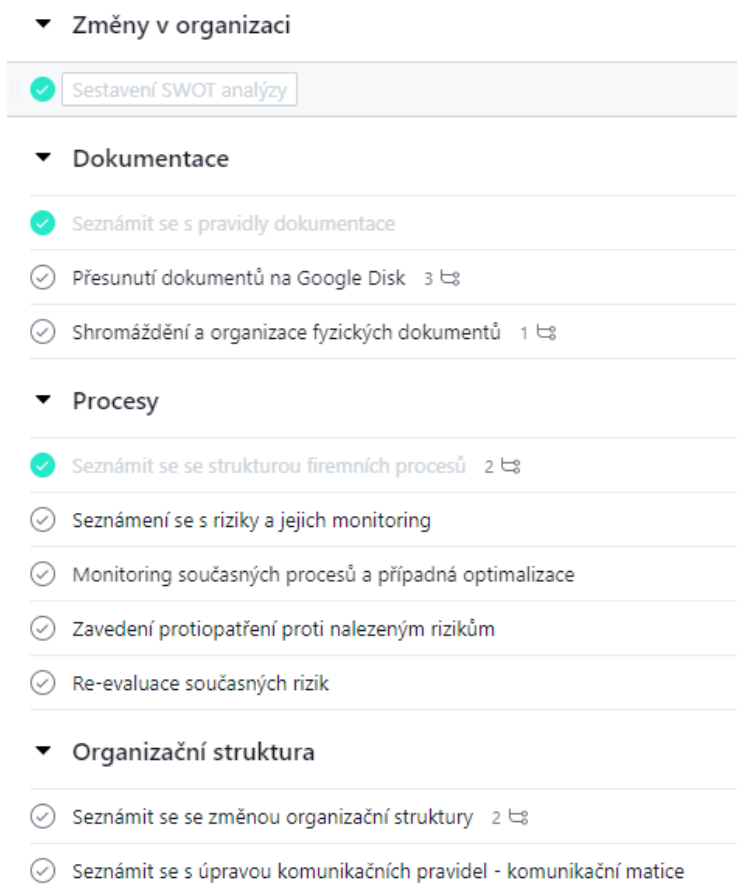 Změny v organizaci
Sestavení SWOT analýzy
Dokumentace
Seznámit se s pravidly dokumentace
Přesunutí dokumentů na Google Disk 3
Shromáždění a organizace fyzických dokumentů 1
Procesy
Seznámit se se strukturou firemních procesů 2
Seznámení se s riziky a jejich monitoring
Monitoring současných procesů a případná optimalizace
Zavedení protiopatření proti nalezeným rizikům
Re-evaluace současných rizik
Organizační struktura
Seznámit se se změnou organizační struktury 2
Seznámit se s úpravou komunikačních pravidel - komunikační matice